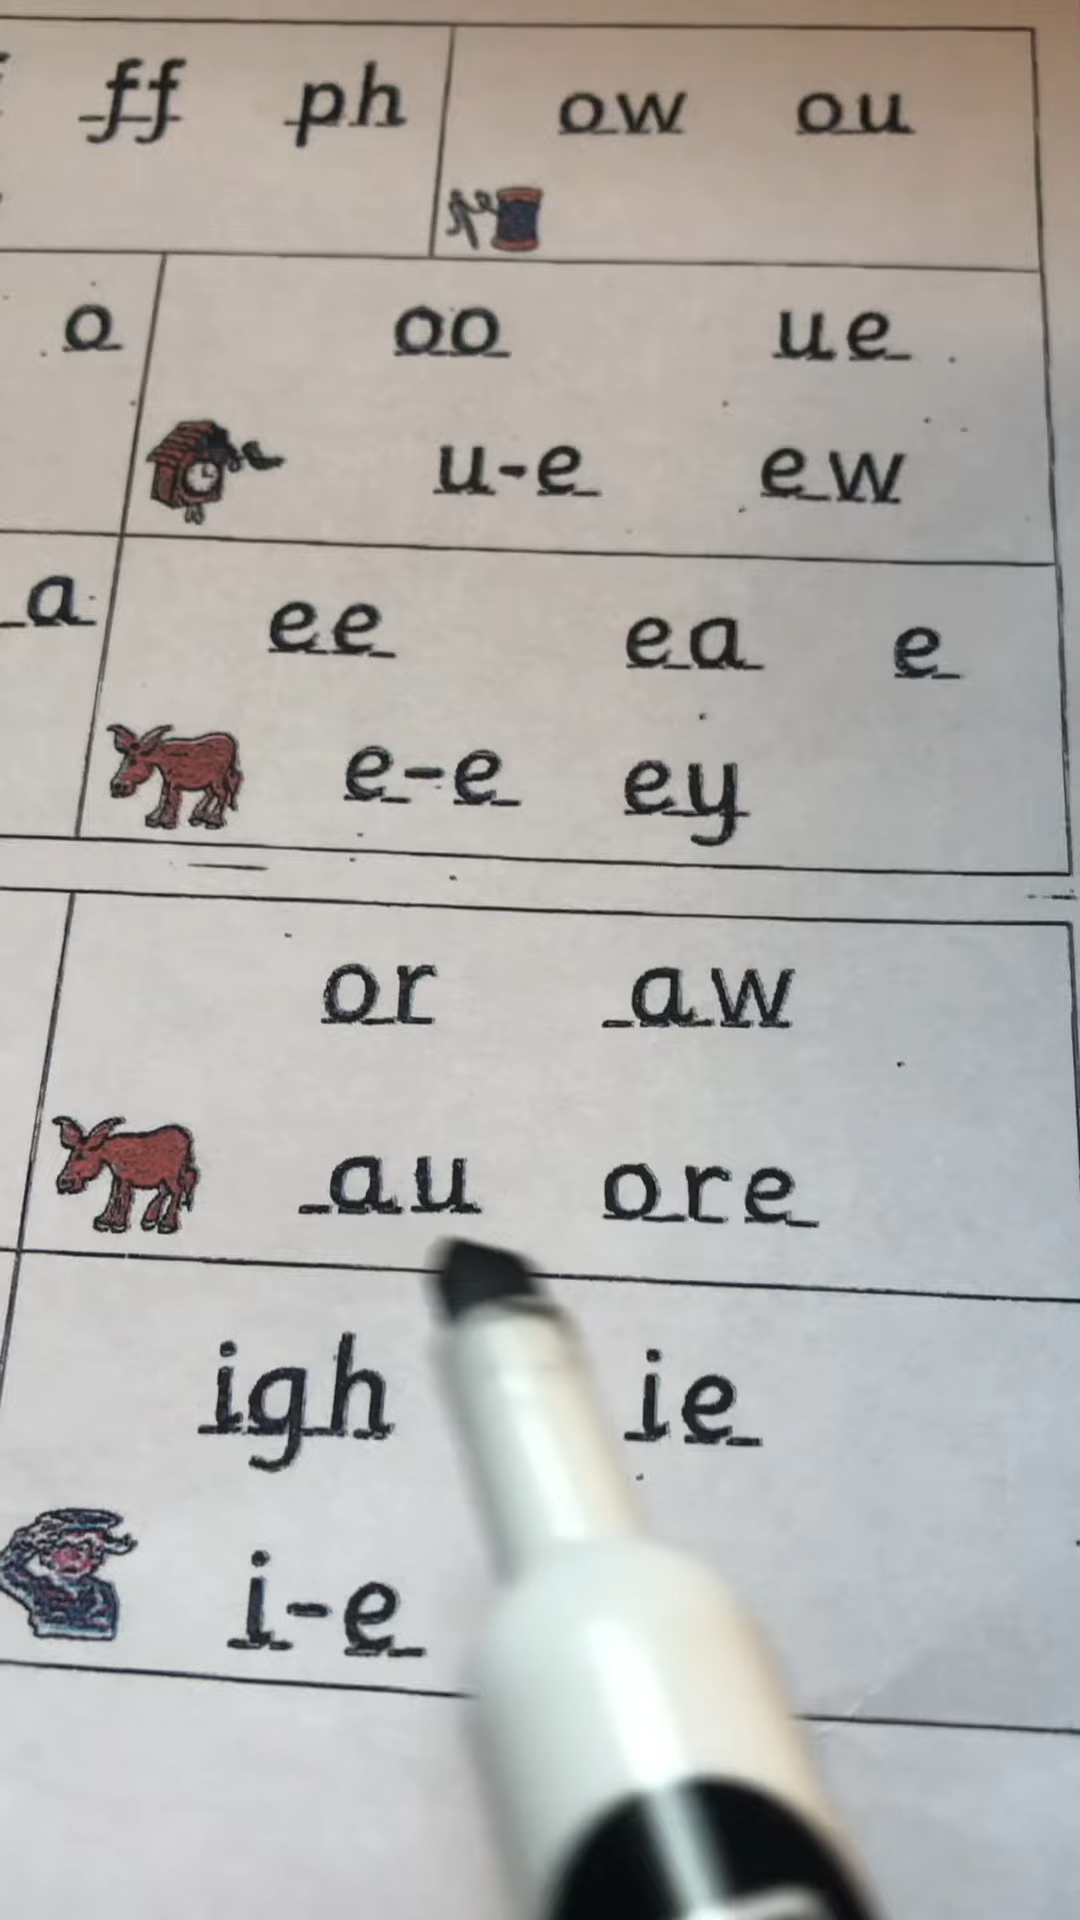 ff ph ow ou
o oo ue
u-e ew
a ee ea e
e-e ey
or aw
au ore
igh ie
i-e